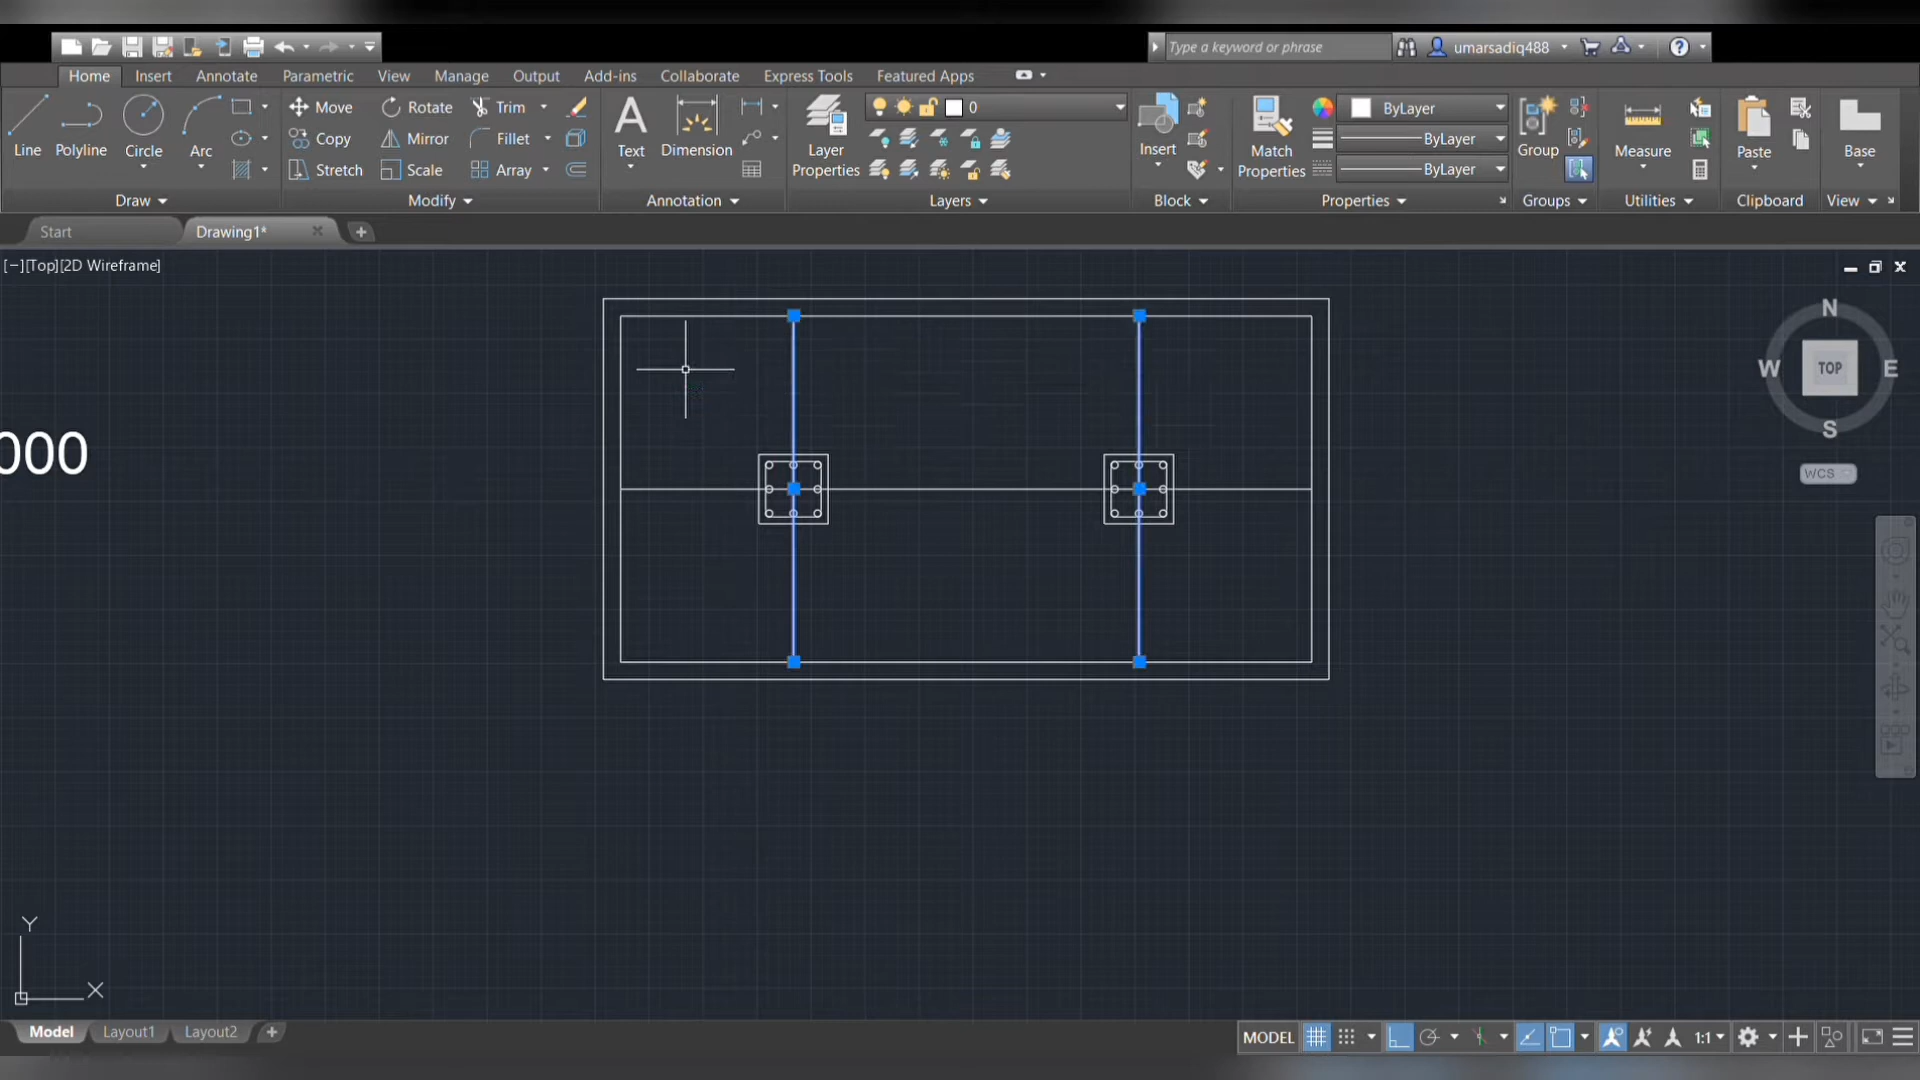 Type a keyword or phrase
umarsadiq488
Home Insert Annotate Parametric View Manage Output Add-ins Collaborate Express Tools Featured Apps
Line Polyline Circle Arc
Move Rotate Trim
Copy Mirror Fillet
Stretch Scale Array
Text Dimension
Layer Properties
0
Insert
Match Properties
ByLayer
ByLayer
ByLayer
Group
Measure
Paste
Base
Draw Modify Annotation Layers Block Properties Groups Utilities Clipboard View
Start Drawing1*
[−][Top][2D Wireframe]
N
W TOP E
S
WCS
000
Y
X
Model Layout1 Layout2
MODEL 1:1